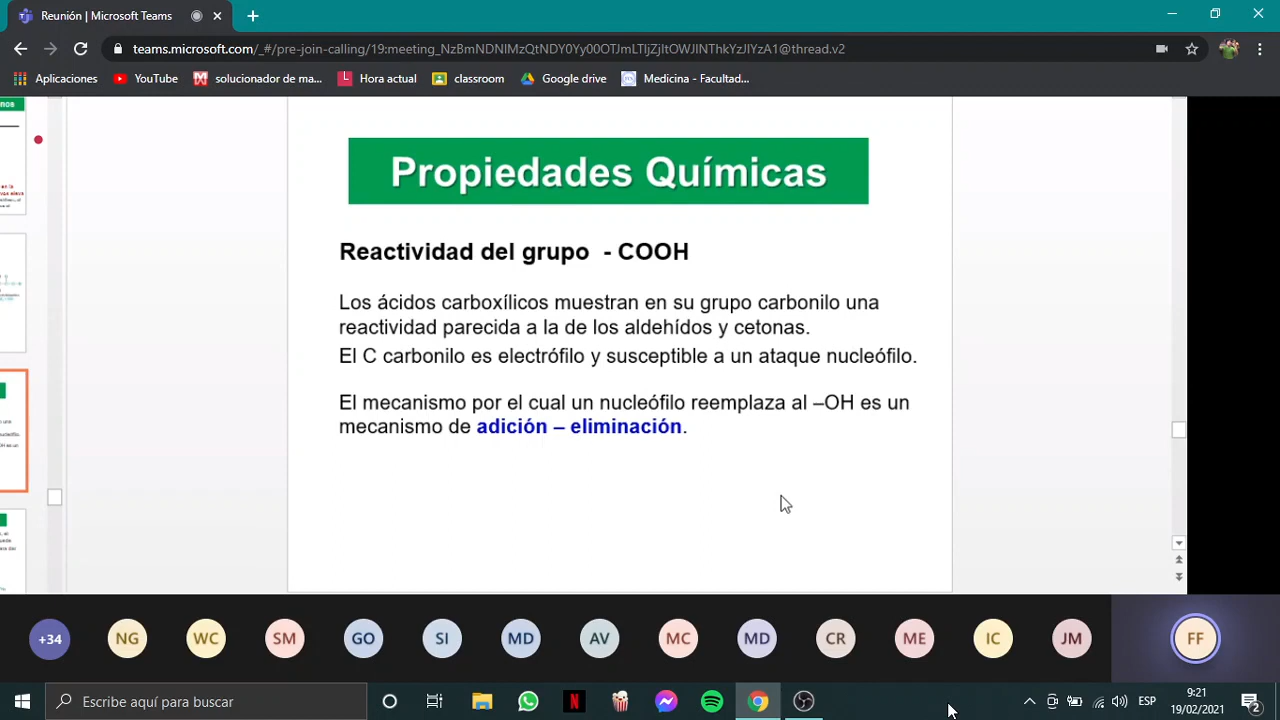 Reunión | Microsoft Teams
teams.microsoft.com/_#/pre-join-calling/19:meeting_NzBmNDNlMzQtNDY0Yy00OTJmLTljZjltOWJlNThkYzJlYzA1@thread.v2
Aplicaciones YouTube solucionador de ma... Hora actual classroom Google drive Medicina - Facultad...
Propiedades Químicas
Reactividad del grupo - COOH
Los ácidos carboxílicos muestran en su grupo carbonilo una
reactividad parecida a la de los aldehídos y cetonas.
El C carbonilo es electrófilo y susceptible a un ataque nucleófilo.
El mecanismo por el cual un nucleófilo reemplaza al –OH es un
mecanismo de adición – eliminación.
+34 NG WC SM GO SI MD AV MC MD CR ME IC JM FF
Escribe aquí para buscar
ESP
9:21
19/02/2021
2